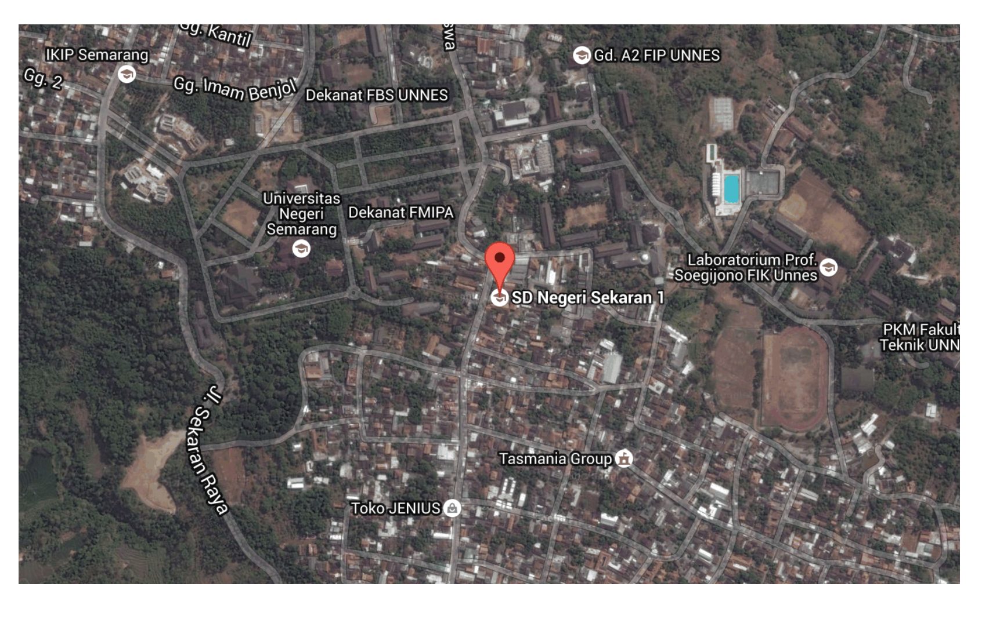 Gg. Kantil
swa
IKIP Semarang
Gd. A2 FIP UNNES
Gg. 2
Gg. Imam Benjol
Dekanat FBS UNNES
Universitas
Negeri
Semarang
Dekanat FMIPA
Laboratorium Prof.
Soegijono FIK Unnes
SD Negeri Sekaran 1
PKM Fakult
Teknik UNN
Jl. Sekaran Raya
Tasmania Group
Toko JENIUS